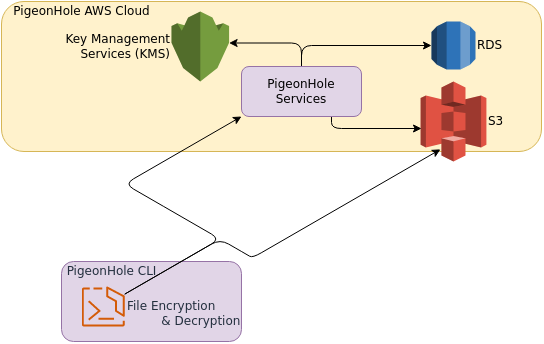 PigeonHole AWS Cloud
Key Management
Services (KMS)
RDS
PigeonHole
Services
S3
PigeonHole CLI
File Encryption
& Decryption